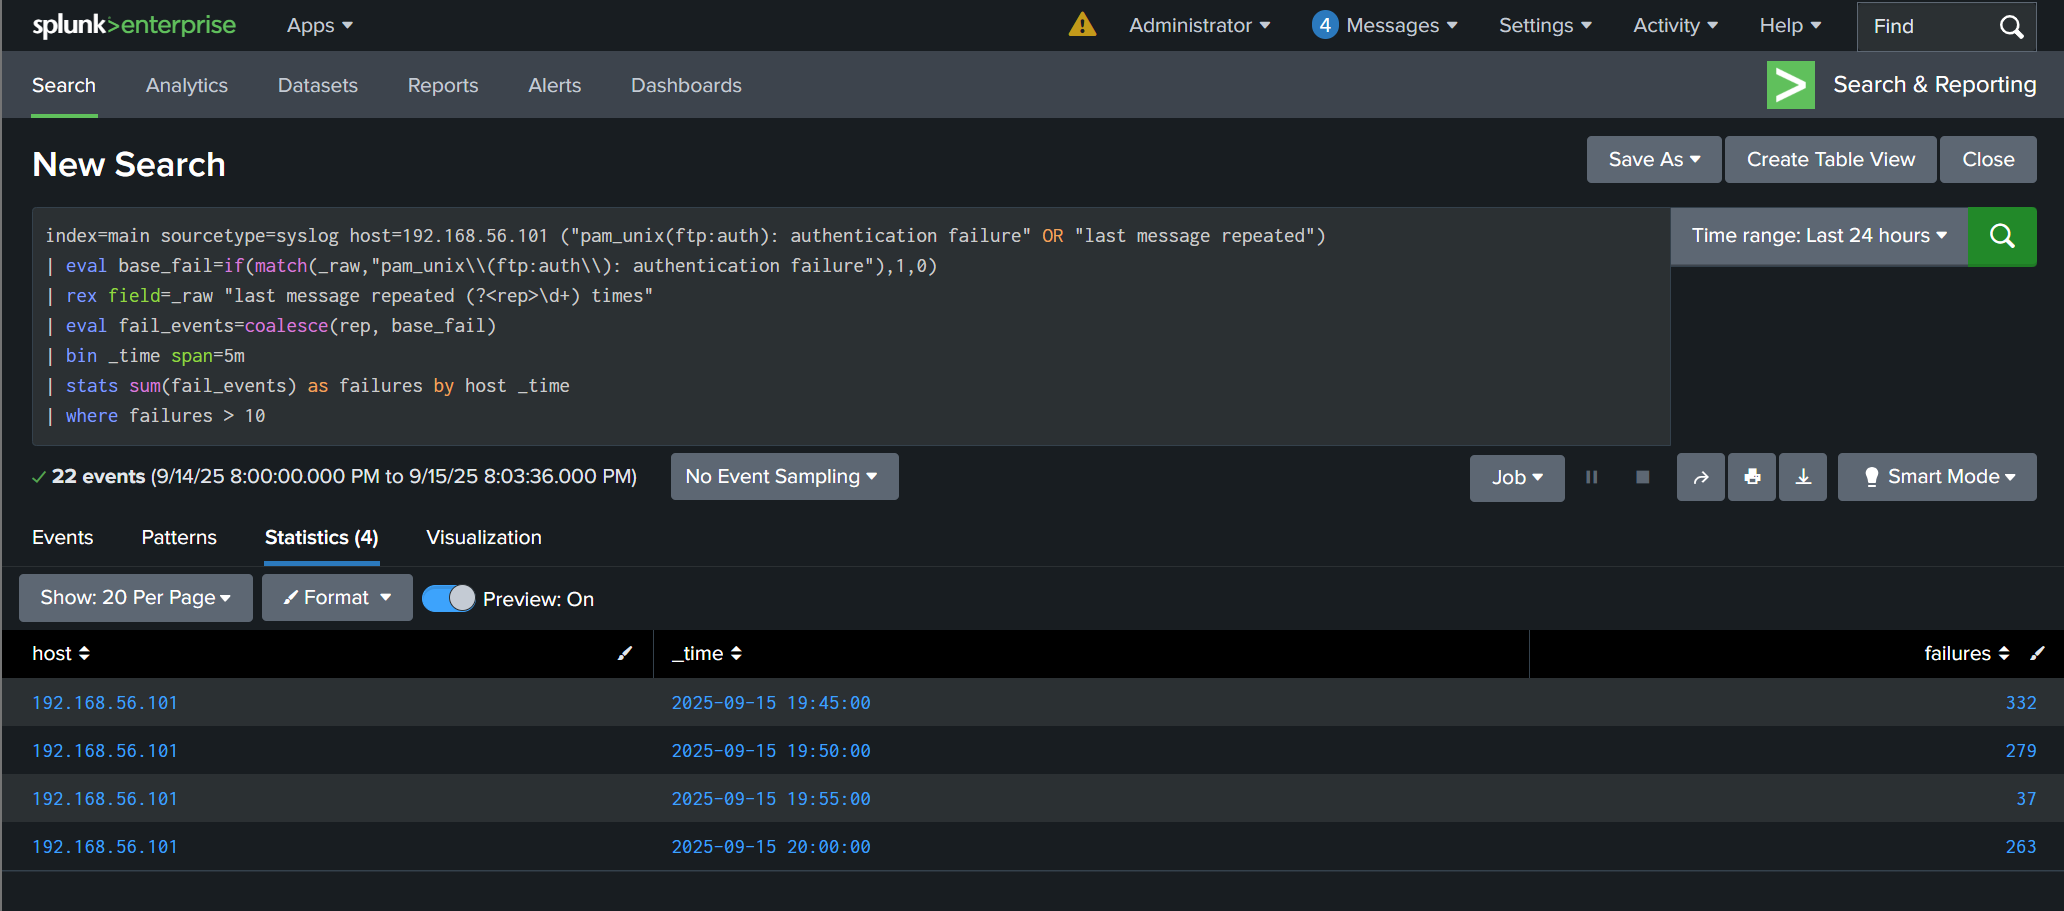 splunk>enterprise Apps Administrator 4 Messages Settings Activity Help Find
Search Analytics Datasets Reports Alerts Dashboards > Search & Reporting
New Search Save As Create Table View Close
index=main sourcetype=syslog host=192.168.56.101 ("pam_unix(ftp:auth): authentication failure" OR "last message repeated") Time range: Last 24 hours
| eval base_fail=if(match(_raw,"pam_unix\\(ftp:auth\\): authentication failure"),1,0)
| rex field=_raw "last message repeated (?<rep>\d+) times"
| eval fail_events=coalesce(rep, base_fail)
| bin _time span=5m
| stats sum(fail_events) as failures by host _time
| where failures > 10
✓ 22 events (9/14/25 8:00:00.000 PM to 9/15/25 8:03:36.000 PM) No Event Sampling Job Smart Mode
Events Patterns Statistics (4) Visualization
Show: 20 Per Page Format Preview: On
host _time failures
192.168.56.101 2025-09-15 19:45:00 332
192.168.56.101 2025-09-15 19:50:00 279
192.168.56.101 2025-09-15 19:55:00 37
192.168.56.101 2025-09-15 20:00:00 263